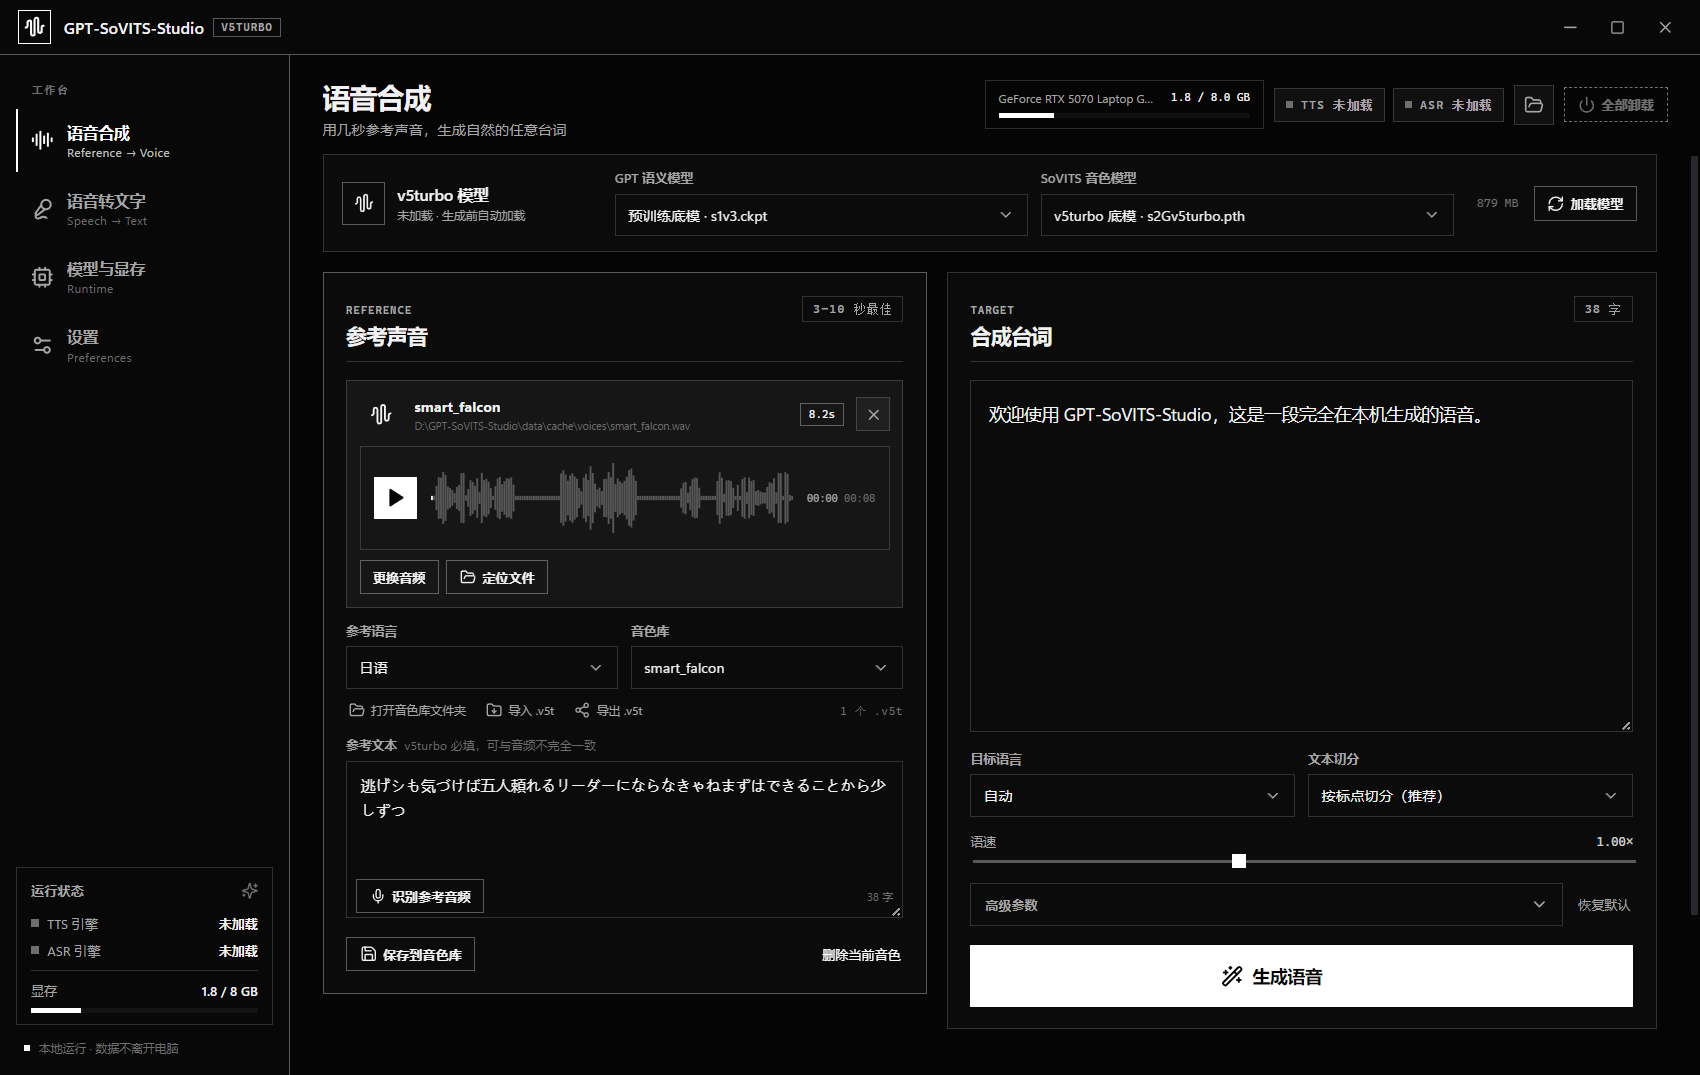 GPT-SoVITS-Studio V5TURBO
工作台
语音合成
Reference → Voice
语音转文字
Speech → Text
模型与显存
Runtime
设置
Preferences
运行状态
TTS 引擎 未加载
ASR 引擎 未加载
显存 1.8 / 8 GB
本地运行 · 数据不离开电脑
语音合成
用几秒参考声音，生成自然的任意台词
GeForce RTX 5070 Laptop G... 1.8 / 8.0 GB
TTS 未加载
ASR 未加载
全部卸载
v5turbo 模型
未加载 · 生成前自动加载
GPT 语义模型
预训练底模 · s1v3.ckpt
SoVITS 音色模型
v5turbo 底模 · s2Gv5turbo.pth
879 MB
加载模型
REFERENCE
参考声音
3–10 秒最佳
smart_falcon
D:\GPT-SoVITS-Studio\data\cache\voices\smart_falcon.wav
8.2s
00:00 00:08
更换音频
定位文件
参考语言
日语
音色库
smart_falcon
打开音色库文件夹
导入 .v5t
导出 .v5t
1 个 .v5t
参考文本 v5turbo 必填，可与音频不完全一致
逃げシも気づけば五人頼れるリーダーにならなきゃねまずはできることから少
しずつ
识别参考音频
38 字
保存到音色库
删除当前音色
TARGET
合成台词
38 字
欢迎使用 GPT-SoVITS-Studio，这是一段完全在本机生成的语音。
目标语言
自动
文本切分
按标点切分（推荐）
语速
1.00×
高级参数
恢复默认
生成语音